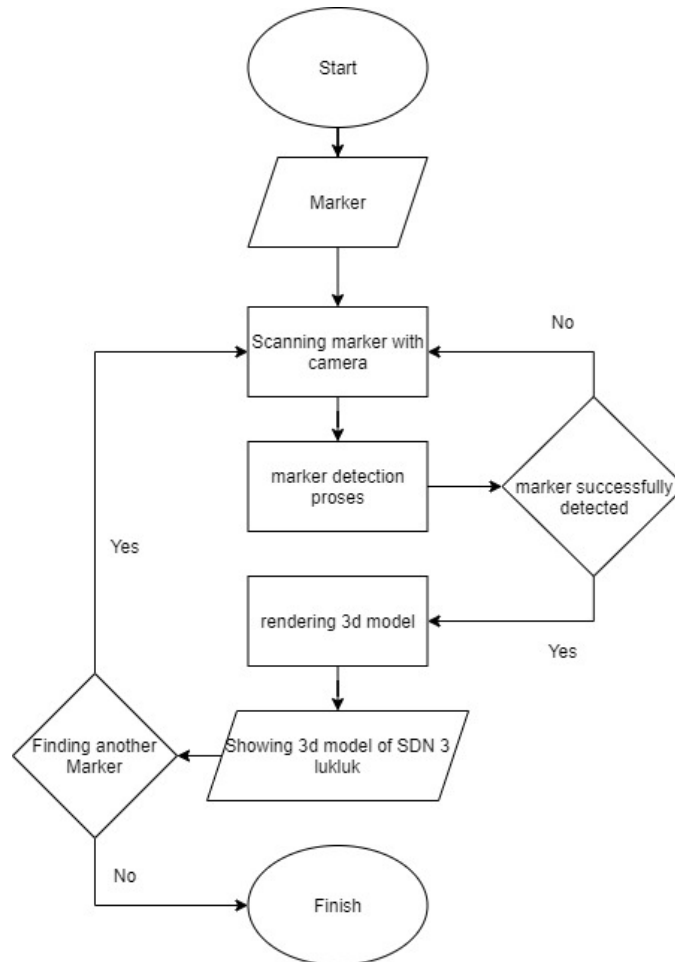 Start
Marker
Scanning marker with
camera
No
marker detection
proses
marker successfully
detected
Yes
rendering 3d model
Yes
Showing 3d model of SDN 3
lukluk
Finding another
Marker
No
Finish